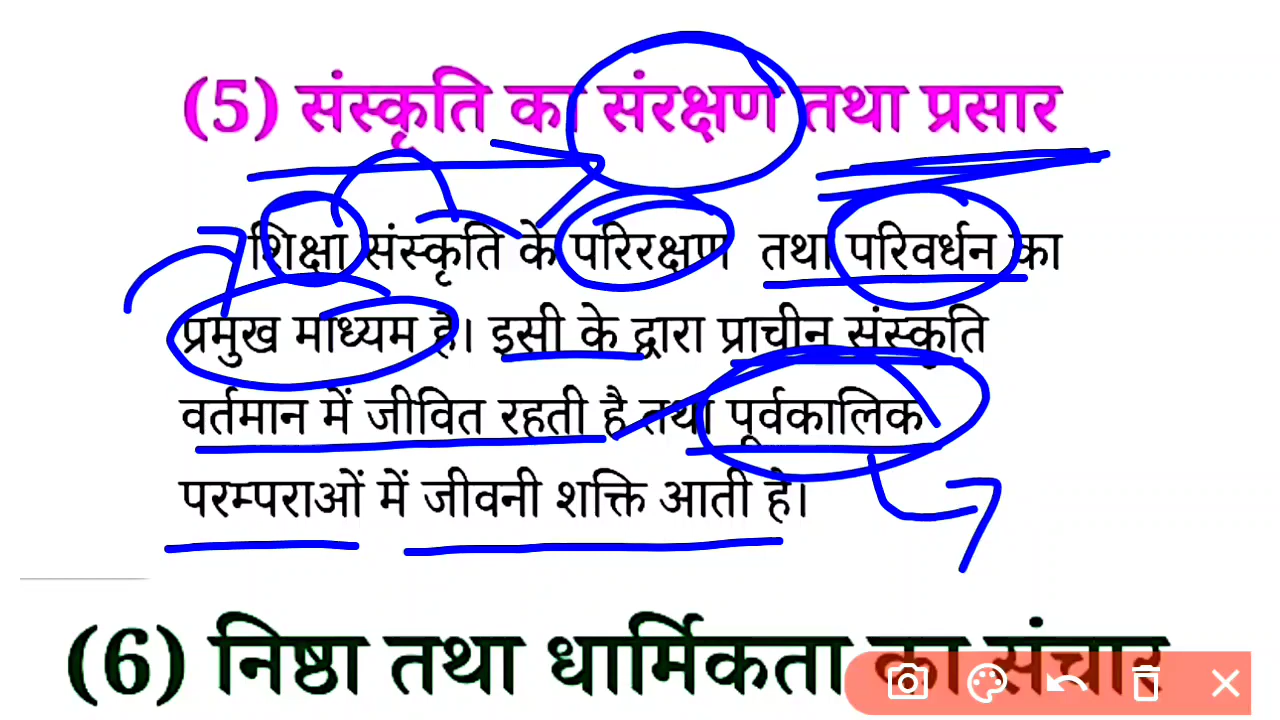 (5) संस्कृति का संरक्षण तथा प्रसार
शिक्षा संस्कृति के परिरक्षण तथा परिवर्धन का
प्रमुख माध्यम है। इसी के द्वारा प्राचीन संस्कृति
वर्तमान में जीवित रहती है तथा पूर्वकालिक
परम्पराओं में जीवनी शक्ति आती है।
(6) निष्ठा तथा धार्मिकता का संचार